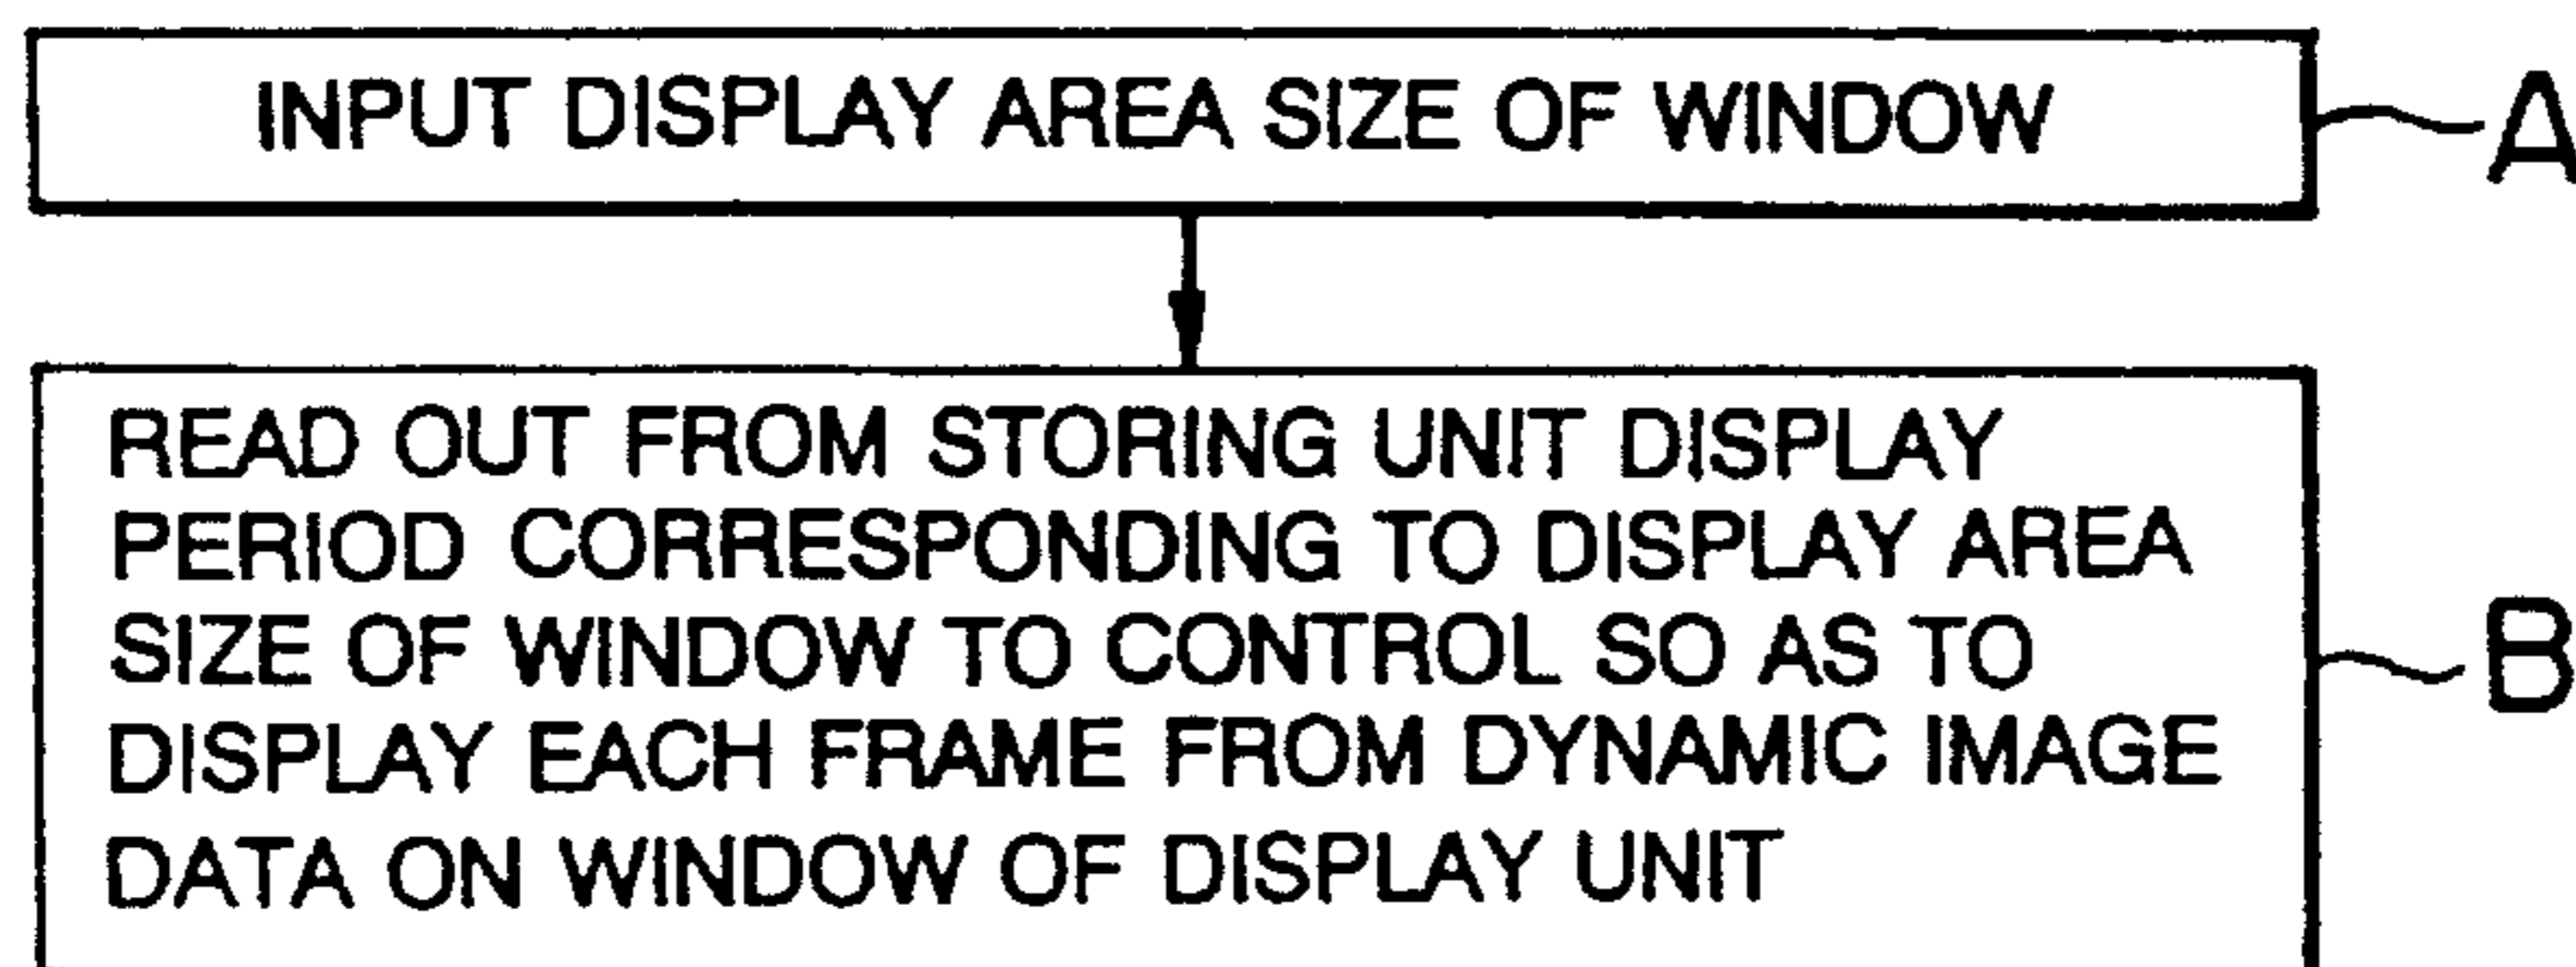 INPUT DISPLAY AREA SIZE OF WINDOW
A
READ OUT FROM STORING UNIT DISPLAY
PERIOD CORRESPONDING TO DISPLAY AREA
SIZE OF WINDOW TO CONTROL SO AS TO
DISPLAY EACH FRAME FROM DYNAMIC IMAGE
DATA ON WINDOW OF DISPLAY UNIT
B